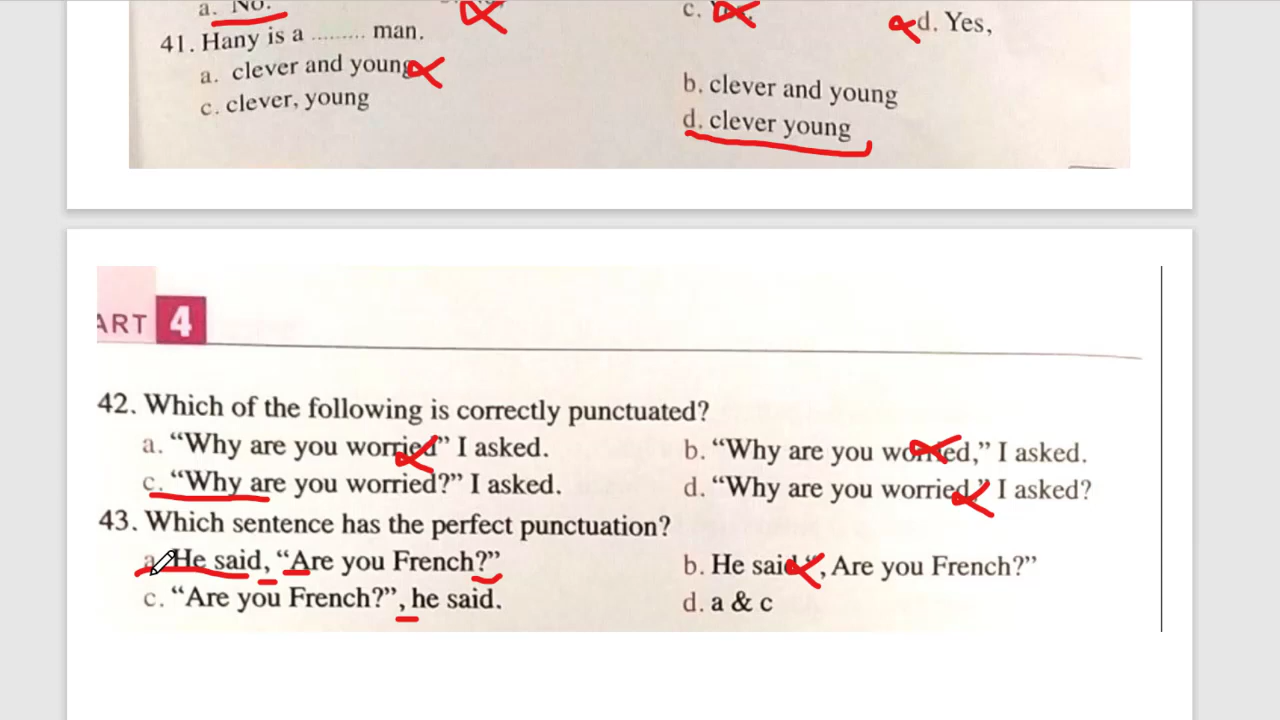 a. No.
c.
d. Yes,
41. Hany is a ......... man.
a. clever and young
b. clever and young
c. clever, young
d. clever young
ART 4
42. Which of the following is correctly punctuated?
a. “Why are you worried” I asked.
b. “Why are you worried,” I asked.
c. “Why are you worried?” I asked.
d. “Why are you worried,” I asked?
43. Which sentence has the perfect punctuation?
a. He said, “Are you French?”
b. He said “, Are you French?”
c. “Are you French?”, he said.
d. a & c